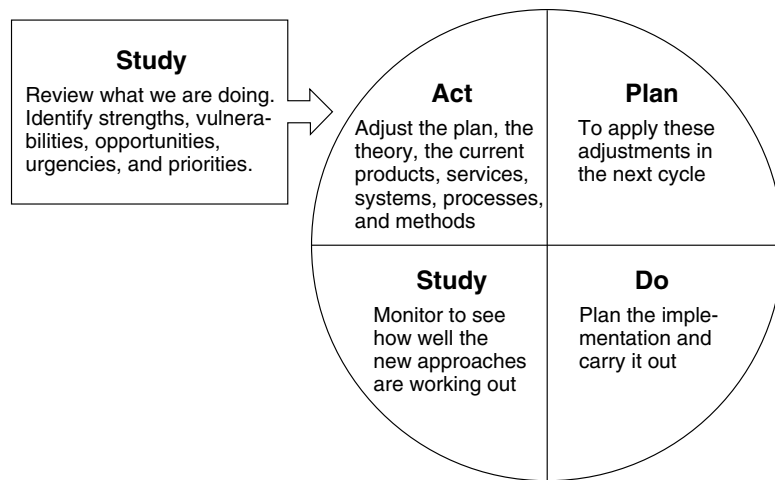 Study
Review what we are doing.
Identify strengths, vulnera-
bilities, opportunities,
urgencies, and priorities.
Act
Adjust the plan, the
theory, the current
products, services,
systems, processes,
and methods
Plan
To apply these
adjustments in
the next cycle
Study
Monitor to see
how well the
new approaches
are working out
Do
Plan the imple-
mentation and
carry it out